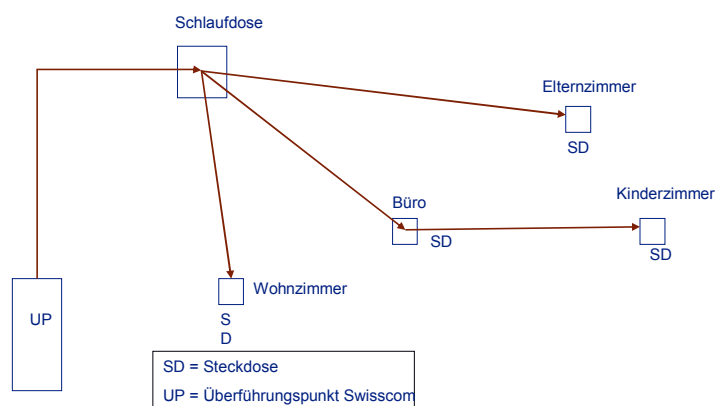 Schlaufdose
Elternzimmer
SD
Kinderzimmer
Büro
SD
SD
Wohnzimmer
UP
S
D
SD = Steckdose
UP = Überführungspunkt Swisscom